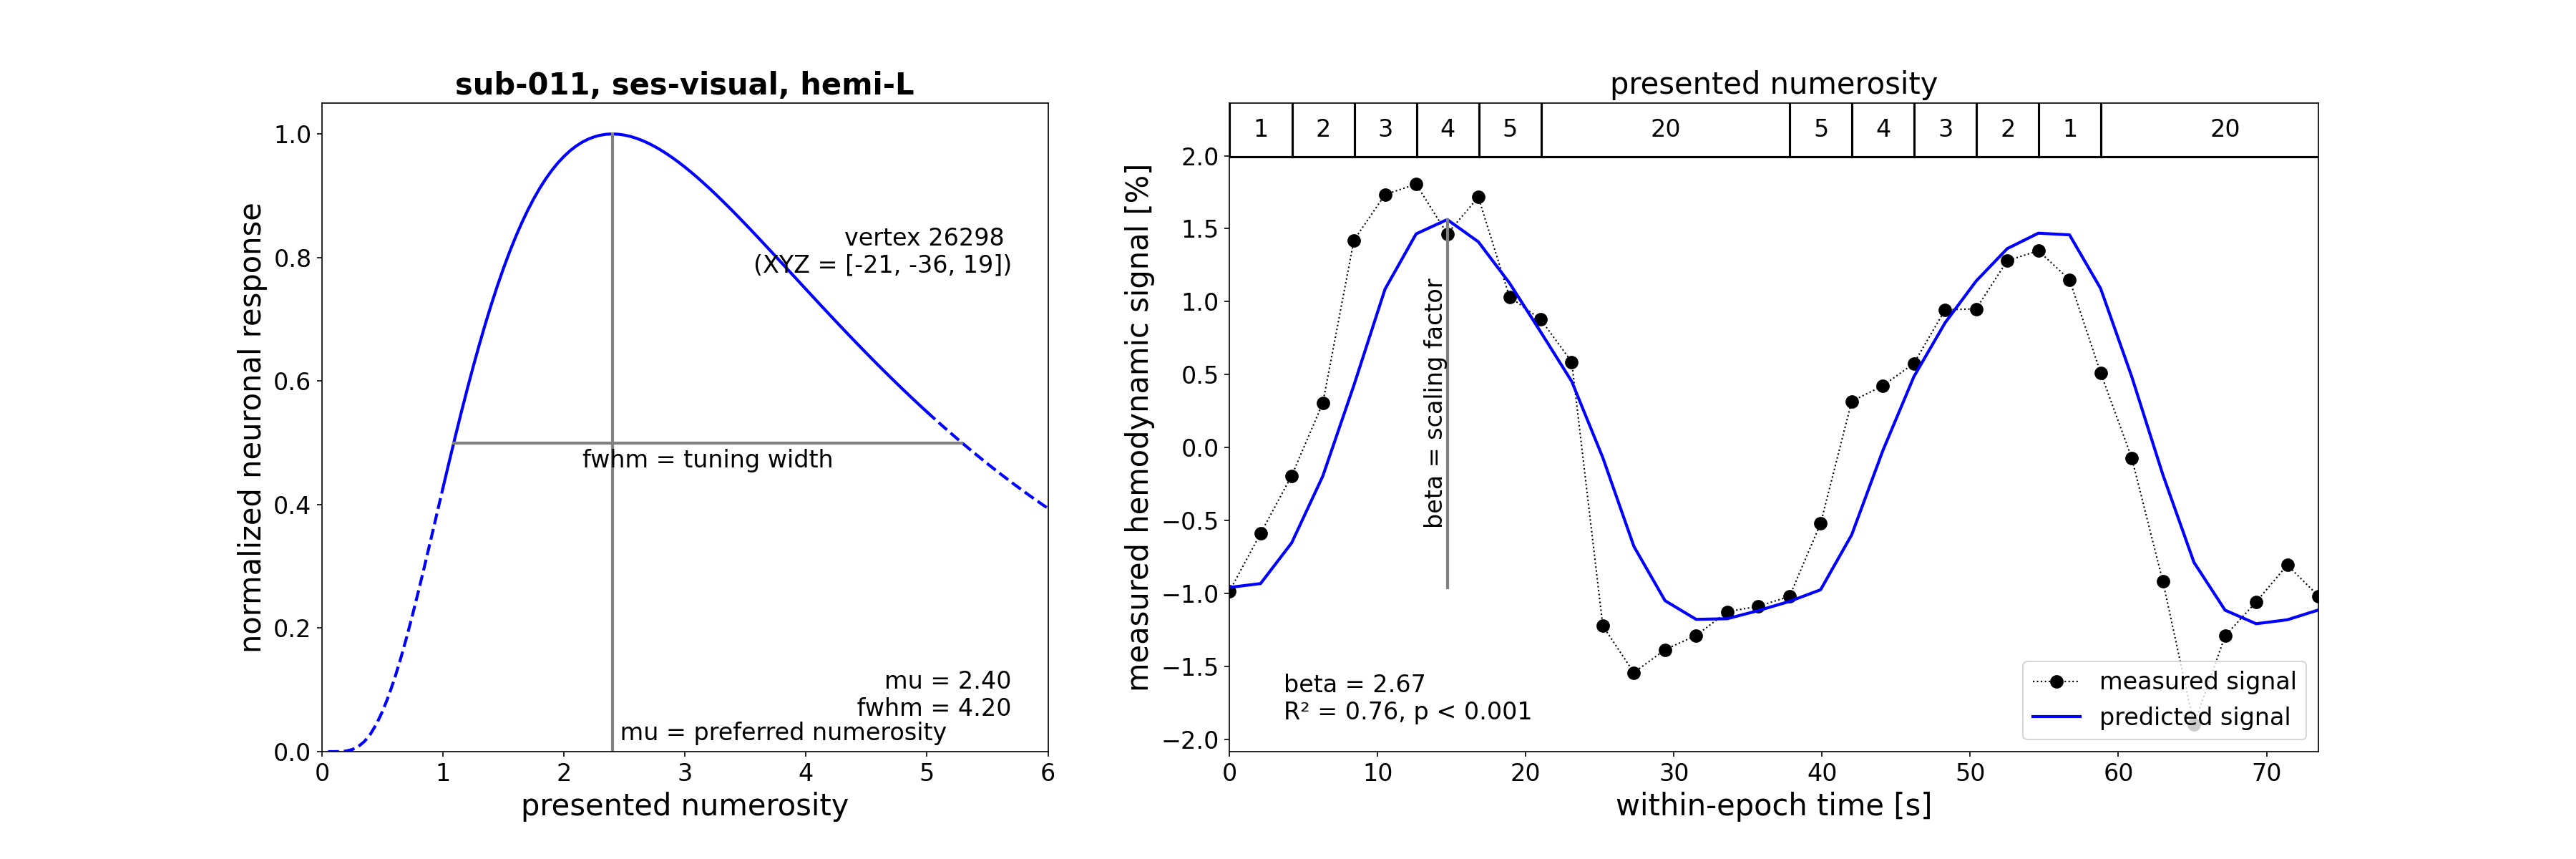 sub-011, ses-visual, hemi-L
normalized neuronal response
1.0
0.8
0.6
0.4
0.2
0.0
vertex 26298
(XYZ = [-21, -36, 19])
fwhm = tuning width
mu = 2.40
fwhm = 4.20
mu = preferred numerosity
0 1 2 3 4 5 6
presented numerosity
presented numerosity
1 2 3 4 5 20 5 4 3 2 1 20
measured hemodynamic signal [%]
2.0
1.5
1.0
0.5
0.0
−0.5
−1.0
−1.5
−2.0
beta = scaling factor
beta = 2.67
R² = 0.76, p < 0.001
measured signal
predicted signal
0 10 20 30 40 50 60 70
within-epoch time [s]